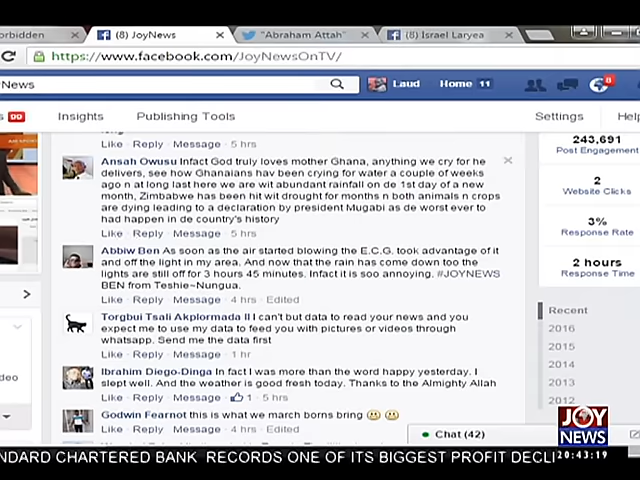 orbidden
(8) JoyNews
"Abraham Attah"
(8) Israel Laryea
https://www.facebook.com/JoyNewsOnTV/
News
Laud
Home 11
8
Insights
Publishing Tools
Settings
Help
Like · Reply · Message · 5 hrs
Ansah Owusu Infact God truly loves mother Ghana, anything we cry for he
delivers, see how Ghanaians hav been crying for water a couple of weeks
ago n at long last here we are wit abundant rainfall on de 1st day of a new
month, Zimbabwe has been hit wit drought for months n both animals n crops
are dying leading to a declaration by president Mugabi as de worst ever to
had happen in de country's history
Like · Reply · Message · 5 hrs
Abbiw Ben As soon as the air started blowing the E.C.G. took advantage of it
and off the light in my area. And now that the rain has come down too the
lights are still off for 3 hours 45 minutes. Infact it is soo annoying. #JOYNEWS
BEN from Teshie~Nungua.
Like · Reply · Message · 4 hrs · Edited
Torgbui Tsali Akplormada II I can't but data to read your news and you
expect me to use my data to feed you with pictures or videos through
whatsapp. Send me the data first
Like · Reply · Message · 1 hr
Ibrahim Diego-Dinga In fact I was more than the word happy yesterday. I
slept well. And the weather is good fresh today. Thanks to the Almighty Allah
Like · Reply · Message · 1 · 5 hrs
Godwin Fearnot this is what we march borns bring
Like · Reply · Message · 4 hrs · Edited
243,691
Post Engagement
2
Website Clicks
3%
Response Rate
2 hours
Response Time
Recent
2016
2015
2014
2013
2012
deo
Chat (42)
JOY
NEWS
20:43:19
NDARD CHARTERED BANK RECORDS ONE OF ITS BIGGEST PROFIT DECLI